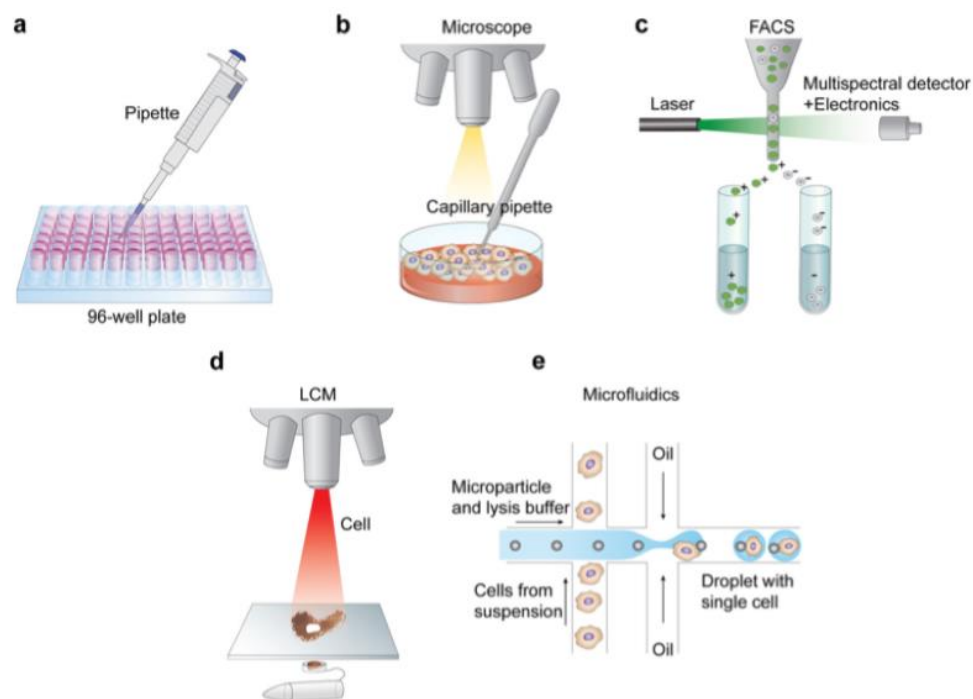 a
Pipette
96-well plate
b
Microscope
Capillary pipette
c
FACS
Laser
Multispectral detector
+Electronics
+
+
+
+
-
-
-
-
+
-
d
LCM
Cell
e
Microfluidics
Oil
Microparticle
and lysis buffer
Cells from
suspension
Droplet with
single cell
Oil